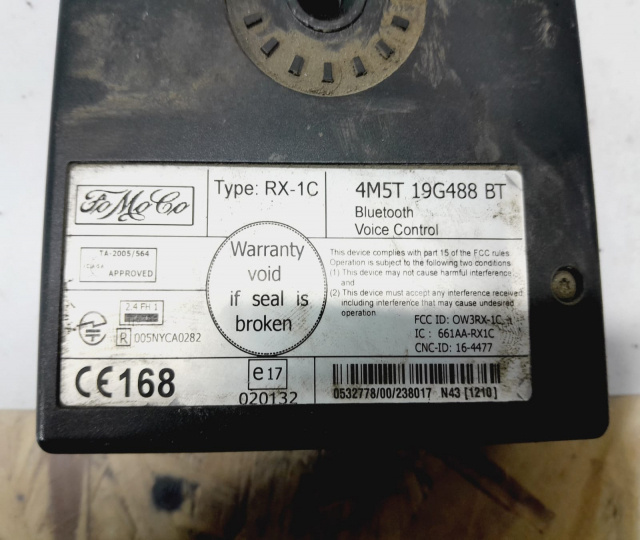 FoMoCo
Type: RX-1C
4M5T 19G488 BT
Bluetooth
Voice Control
TA-2005/564
APPROVED
Warranty
void
if seal is
broken
This device complies with part 15 of the FCC rules
Operation is subject to the following two conditions
(1) This device may not cause harmful interference
and
(2) This device must accept any interference received
including interference that may cause undesired
operation
2.4 FH 1
R 005NYCA0282
FCC ID: OW3RX-1C
IC : 661AA-RX1C
CNC-ID: 16-4477
CE168
e17
020132
0532778/00/238017 N43 [1210]